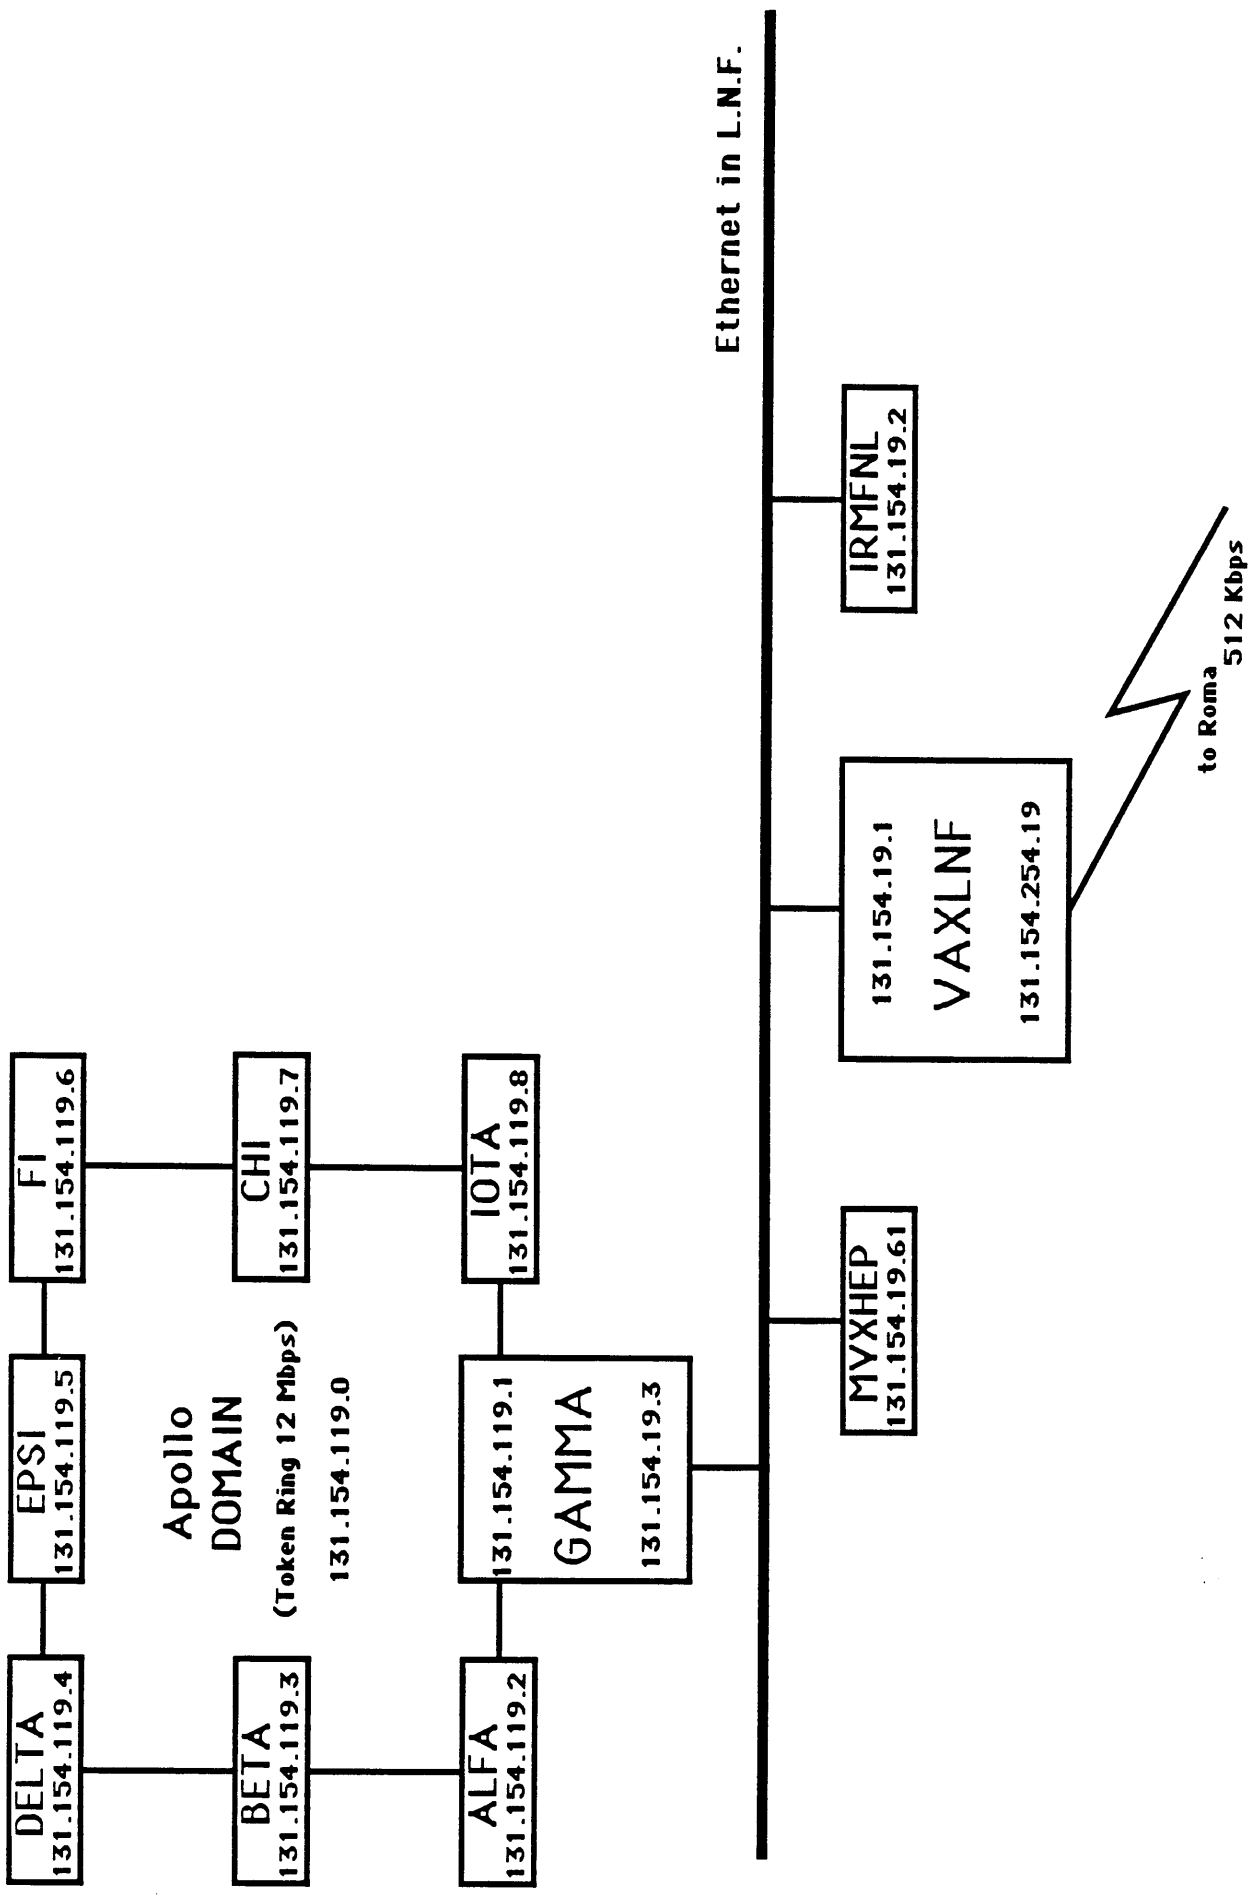 DELTA
131.154.119.4
EPSI
131.154.119.5
FI
131.154.119.6
BETA
131.154.119.3
Apollo
DOMAIN
(Token Ring 12 Mbps)
131.154.119.0
CHI
131.154.119.7
ALFA
131.154.119.2
131.154.119.1
GAMMA
131.154.19.3
IOTA
131.154.119.8
Ethernet in L.N.F.
MVXHEP
131.154.19.61
131.154.19.1
VAXLNF
131.154.254.19
IRMFNL
131.154.19.2
to Roma
512 Kbps